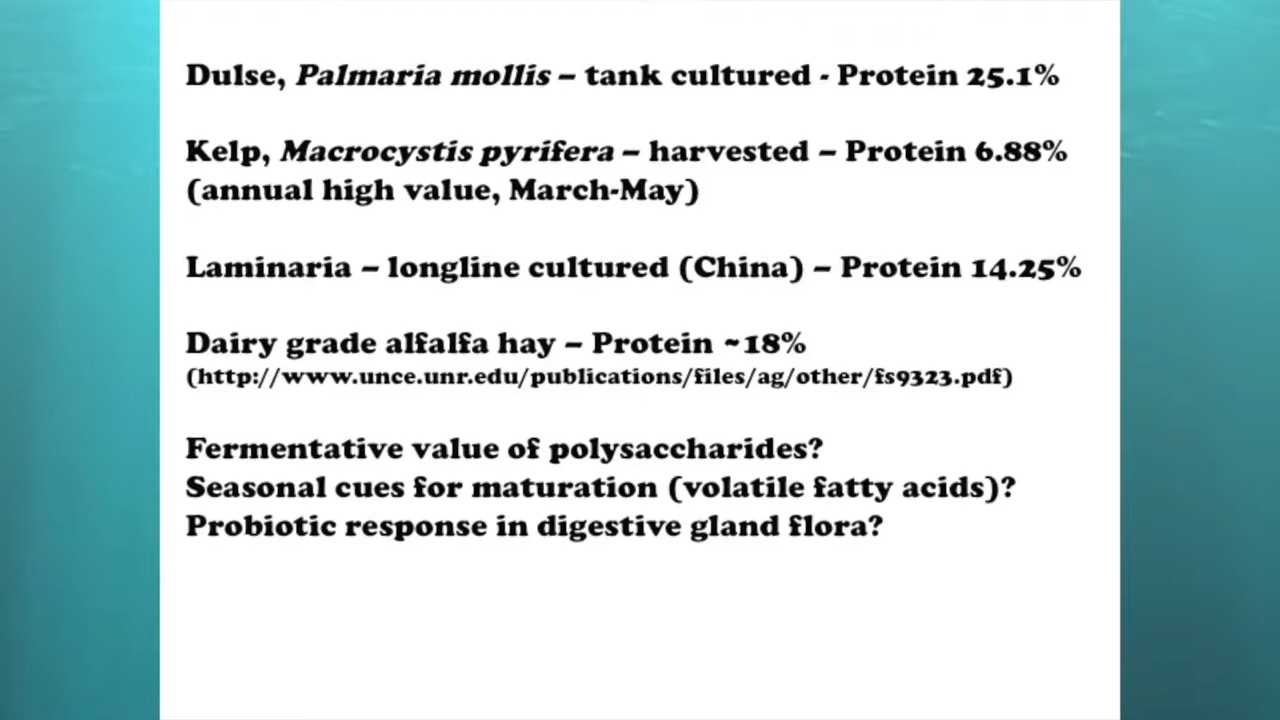 Dulse, Palmaria mollis – tank cultured - Protein 25.1%
Kelp, Macrocystis pyrifera – harvested – Protein 6.88%
(annual high value, March-May)
Laminaria – longline cultured (China) – Protein 14.25%
Dairy grade alfalfa hay – Protein ~18%
(http://www.unce.unr.edu/publications/files/ag/other/fs9323.pdf)
Fermentative value of polysaccharides?
Seasonal cues for maturation (volatile fatty acids)?
Probiotic response in digestive gland flora?